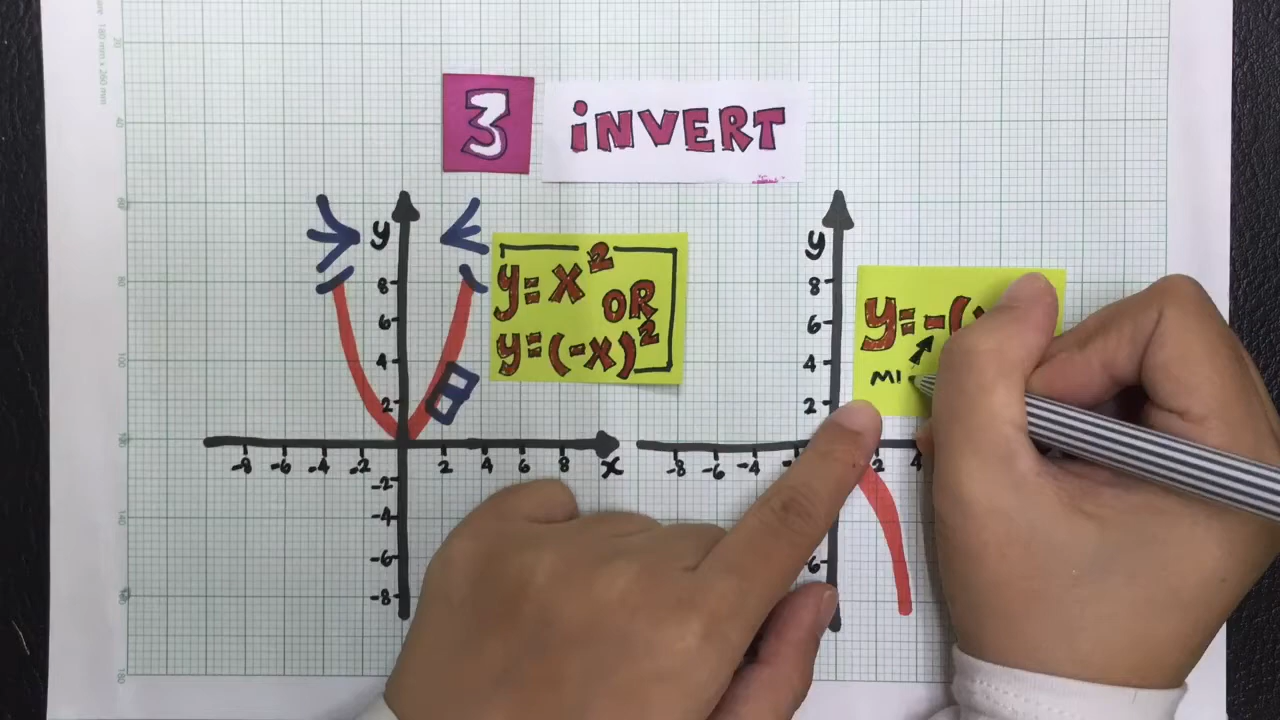 3 INVERT
y
y=x²
OR
y=(-x)²
8
6
4
2
-8 -6 -4 -2 2 4 6 8 x
-2
-4
-6
-8
y
y=-(
MI
8
6
4
2
-8 -6 -4 2 4